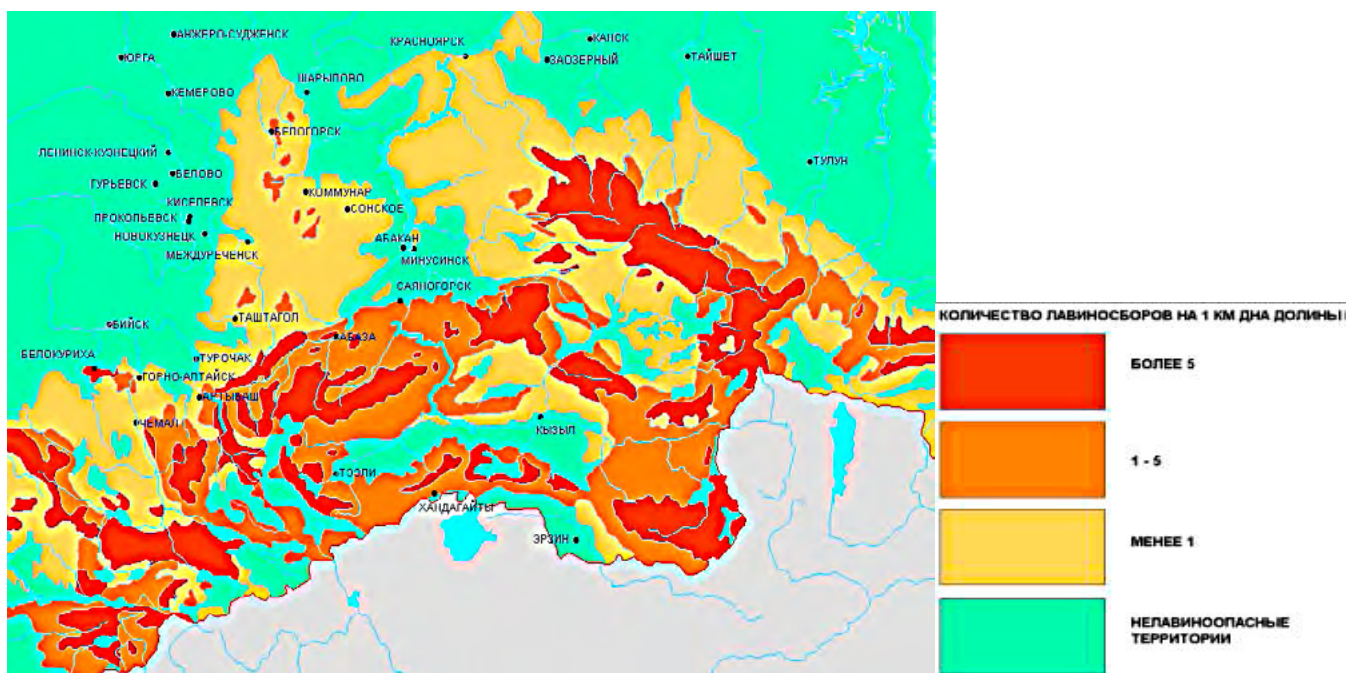 АНЖЕРО-СУДЖЕНСК
КРАСНОЯРСК
КАНСК
ЮРГА
ЗАОЗЕРНЫЙ
ТАЙШЕТ
КЕМЕРОВО
ШАРЫПОВО
БЕЛОГОРСК
ЛЕНИНСК-КУЗНЕЦКИЙ
ТУЛУН
БЕЛОВО
ГУРЬЕВСК
КОММУНАР
КИСЕЛЕВСК
СОНСКОЕ
ПРОКОПЬЕВСК
НОВОКУЗНЕЦК
АБАКАН
МЕЖДУРЕЧЕНСК
МИНУСИНСК
САЯНОГОРСК
ТАШТАГОЛ
БИЙСК
АБАЗА
БЕЛОКУРИХА
ТУРОЧАК
ГОРНО-АЛТАЙСК
АРТЫБАШ
ЧЕМАЛ
КЫЗЫЛ
ТЭЭЛИ
ХАНДАГАЙТЫ
ЭРЗИН
КОЛИЧЕСТВО ЛАВИНОСБОРОВ НА 1 КМ ДНА ДОЛИНЫ
БОЛЕЕ 5
1 - 5
МЕНЕЕ 1
НЕЛАВИНООПАСНЫЕ
ТЕРРИТОРИИ